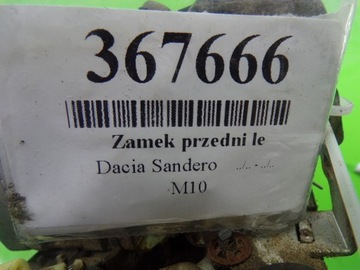 367666
Zamek przedni le
Dacia Sandero ../.. - ../..
M10